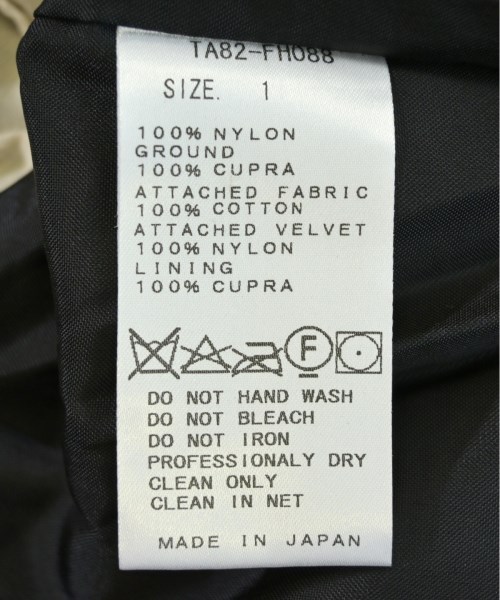 TA82-FH088
SIZE. 1
100% NYLON
GROUND
100% CUPRA
ATTACHED FABRIC
100% COTTON
ATTACHED VELVET
100% NYLON
LINING
100% CUPRA
F
DO NOT HAND WASH
DO NOT BLEACH
DO NOT IRON
PROFESSIONALY DRY
CLEAN ONLY
CLEAN IN NET
MADE IN JAPAN